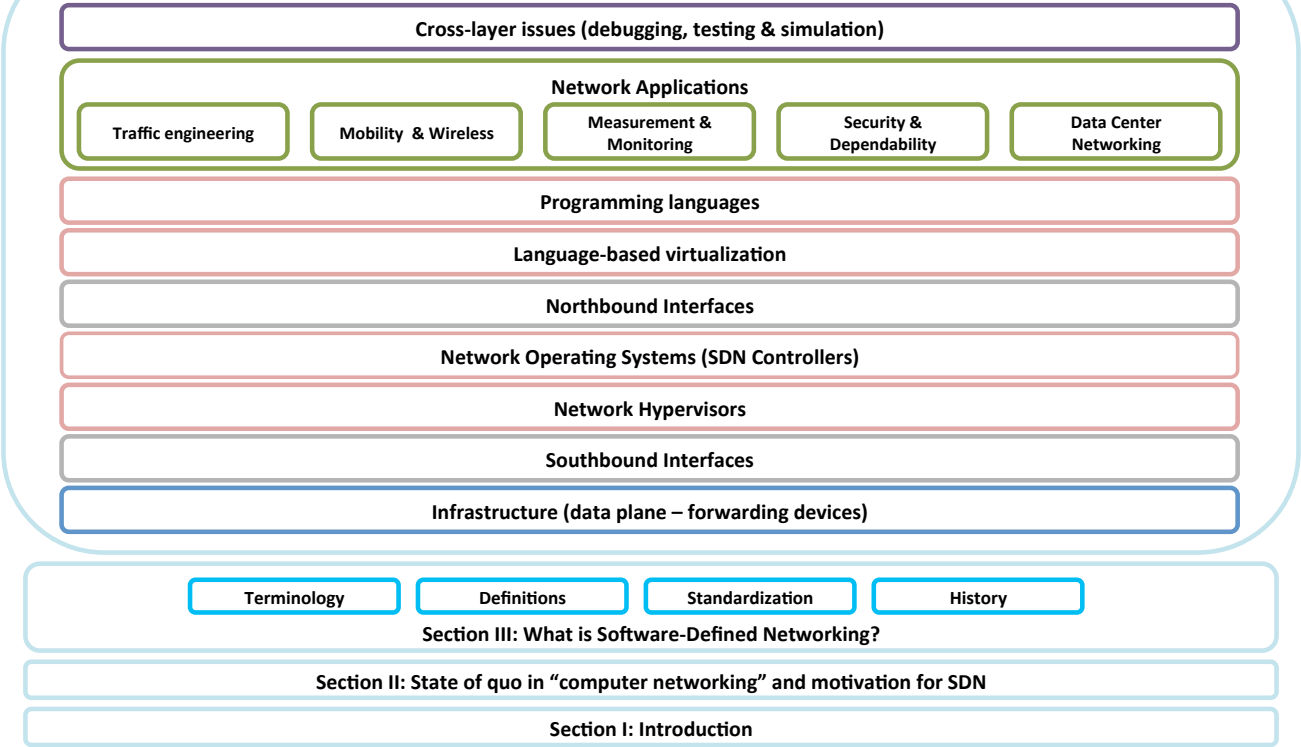 Cross-layer issues (debugging, testing & simulation)
Network Applications
Traffic engineering
Mobility & Wireless
Measurement &
Monitoring
Security &
Dependability
Data Center
Networking
Programming languages
Language-based virtualization
Northbound Interfaces
Network Operating Systems (SDN Controllers)
Network Hypervisors
Southbound Interfaces
Infrastructure (data plane – forwarding devices)
Terminology
Definitions
Standardization
History
Section III: What is Software-Defined Networking?
Section II: State of quo in “computer networking” and motivation for SDN
Section I: Introduction